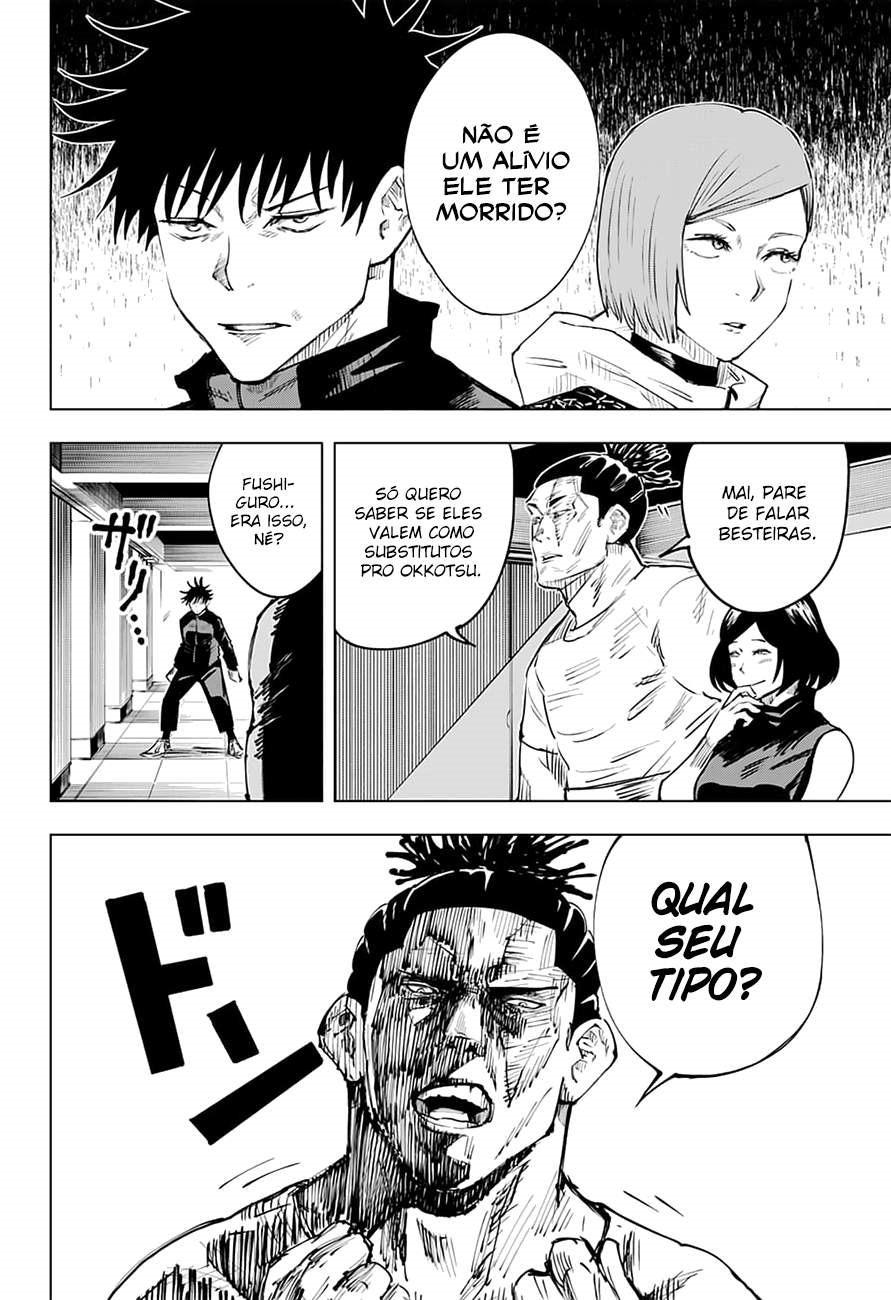 NÃO É
UM ALÍVIO
ELE TER
MORRIDO?
MAI, PARE
DE FALAR
BESTEIRAS.
SÓ QUERO
SABER SE ELES
VALEM COMO
SUBSTITUTOS
PRO OKKOTSU.
FUSHI-
GURO...
ERA ISSO,
NÉ?
ザリ…
QUAL
SEU
TIPO?
ドン